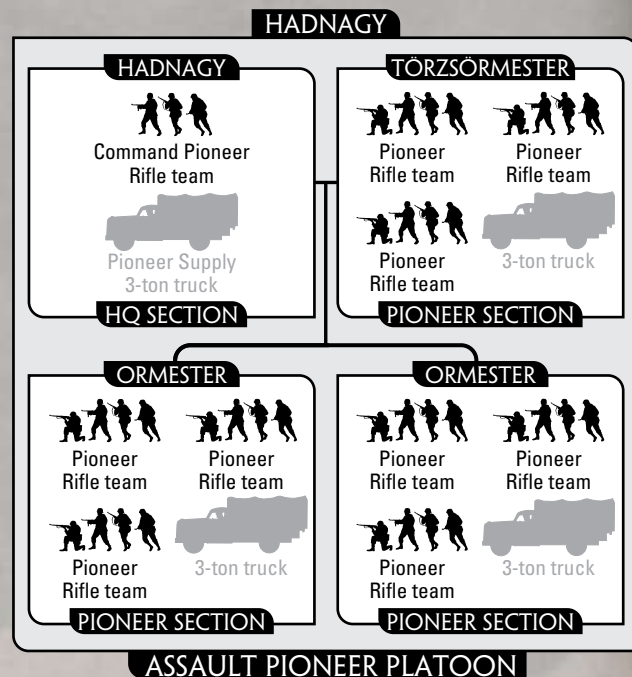 HADNAGY
HADNAGY
Command Pioneer
Rifle team
Pioneer Supply
3-ton truck
HQ SECTION
TÖRZSÖRMESTER
Pioneer
Rifle team
Pioneer
Rifle team
Pioneer
Rifle team
3-ton truck
PIONEER SECTION
ORMESTER
Pioneer
Rifle team
Pioneer
Rifle team
Pioneer
Rifle team
3-ton truck
PIONEER SECTION
ORMESTER
Pioneer
Rifle team
Pioneer
Rifle team
Pioneer
Rifle team
3-ton truck
PIONEER SECTION
ASSAULT PIONEER PLATOON